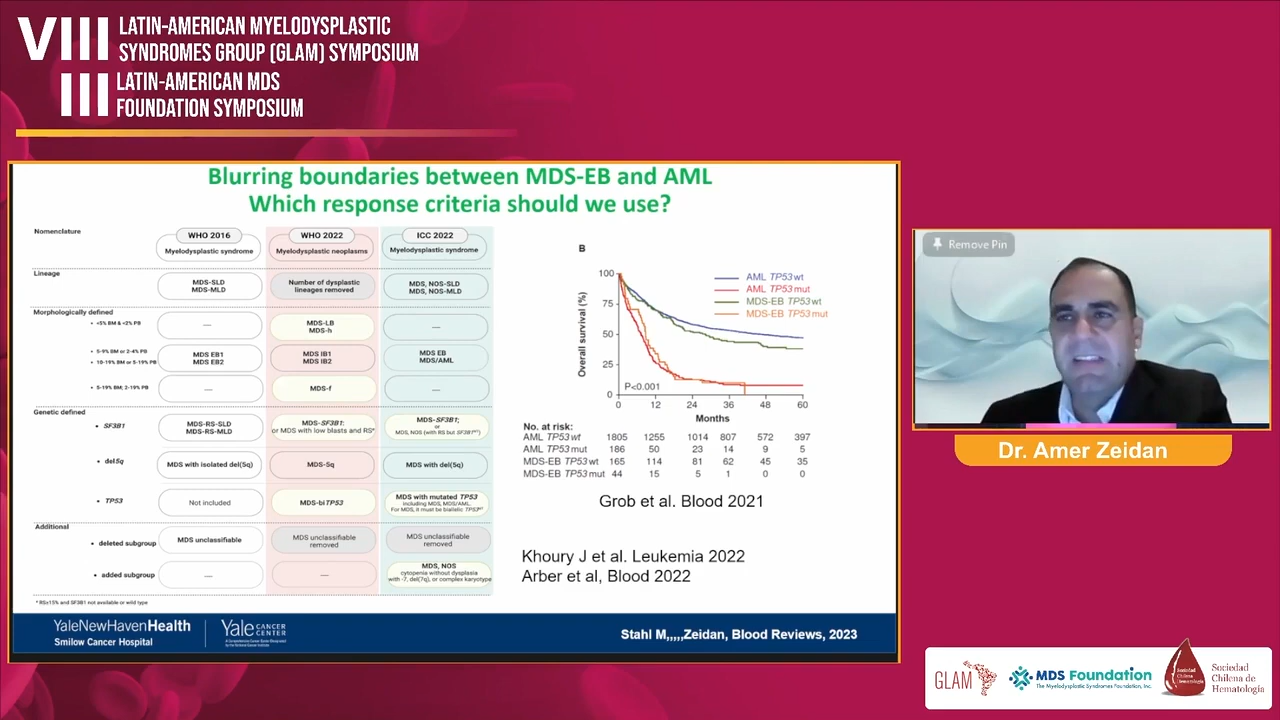 VIII
LATIN-AMERICAN MYELODYSPLASTIC
SYNDROMES GROUP (GLAM) SYMPOSIUM
III
LATIN-AMERICAN MDS
FOUNDATION SYMPOSIUM
Blurring boundaries between MDS-EB and AML
Which response criteria should we use?
Nomenclature
WHO 2016
WHO 2022
ICC 2022
Myelodysplastic syndrome
Myelodysplastic neoplasms
Myelodysplastic syndrome
Lineage
MDS-SLD
MDS-MLD
Number of dysplastic
lineages removed
MDS, NOS-SLD
MDS, NOS-MLD
Morphologically defined
• <5% BM & <2% PB
—
MDS-LB
MDS-h
—
• 5-9% BM or 2-4% PB
• 10-19% BM or 5-19% PB
MDS EB1
MDS EB2
MDS IB1
MDS IB2
MDS EB
MDS/AML
• 5-19% BM; 2-19% PB
—
MDS-f
—
Genetic defined
• SF3B1
MDS-RS-SLD
MDS-RS-MLD
MDS-SF3B1;
or MDS with low blasts and RS*
MDS-SF3B1;
or
MDS, NOS (with RS but SF3B1
• del5q
MDS with isolated del(5q)
MDS-5q
MDS with del(5q)
• TP53
Not included
MDS-biTP53
MDS with mutated TP53
including MDS, MDS/AML.
For MDS, it must be biallelic TP53
Additional
• deleted subgroup
MDS unclassifiable
MDS unclassifiable
removed
MDS unclassifiable
removed
• added subgroup
—
—
MDS, NOS
cytopenia without dysplasia
with -7, del(7q), or complex karyotype
* RS≥15% and SF3B1 not available or wild type
B
Overall survival (%)
100
75
50
25
0
AML TP53 wt
AML TP53 mut
MDS-EB TP53 wt
MDS-EB TP53 mut
P<0.001
0 12 24 36 48 60
Months
No. at risk:
AML TP53 wt 1805 1255 1014 807 572 397
AML TP53 mut 186 50 23 14 9 5
MDS-EB TP53 wt 165 114 81 62 45 35
MDS-EB TP53 mut 44 15 5 1 0 0
Grob et al. Blood 2021
Khoury J et al. Leukemia 2022
Arber et al, Blood 2022
YaleNewHavenHealth
Smilow Cancer Hospital
Yale CANCER
CENTER
Stahl M,,,,,Zeidan, Blood Reviews, 2023
Remove Pin
Dr. Amer Zeidan
GLAM
MDS Foundation
The Myelodysplastic Syndromes Foundation, Inc.
Sociedad
Chilena de
Hematología
Sociedad
Chilena de
Hematología